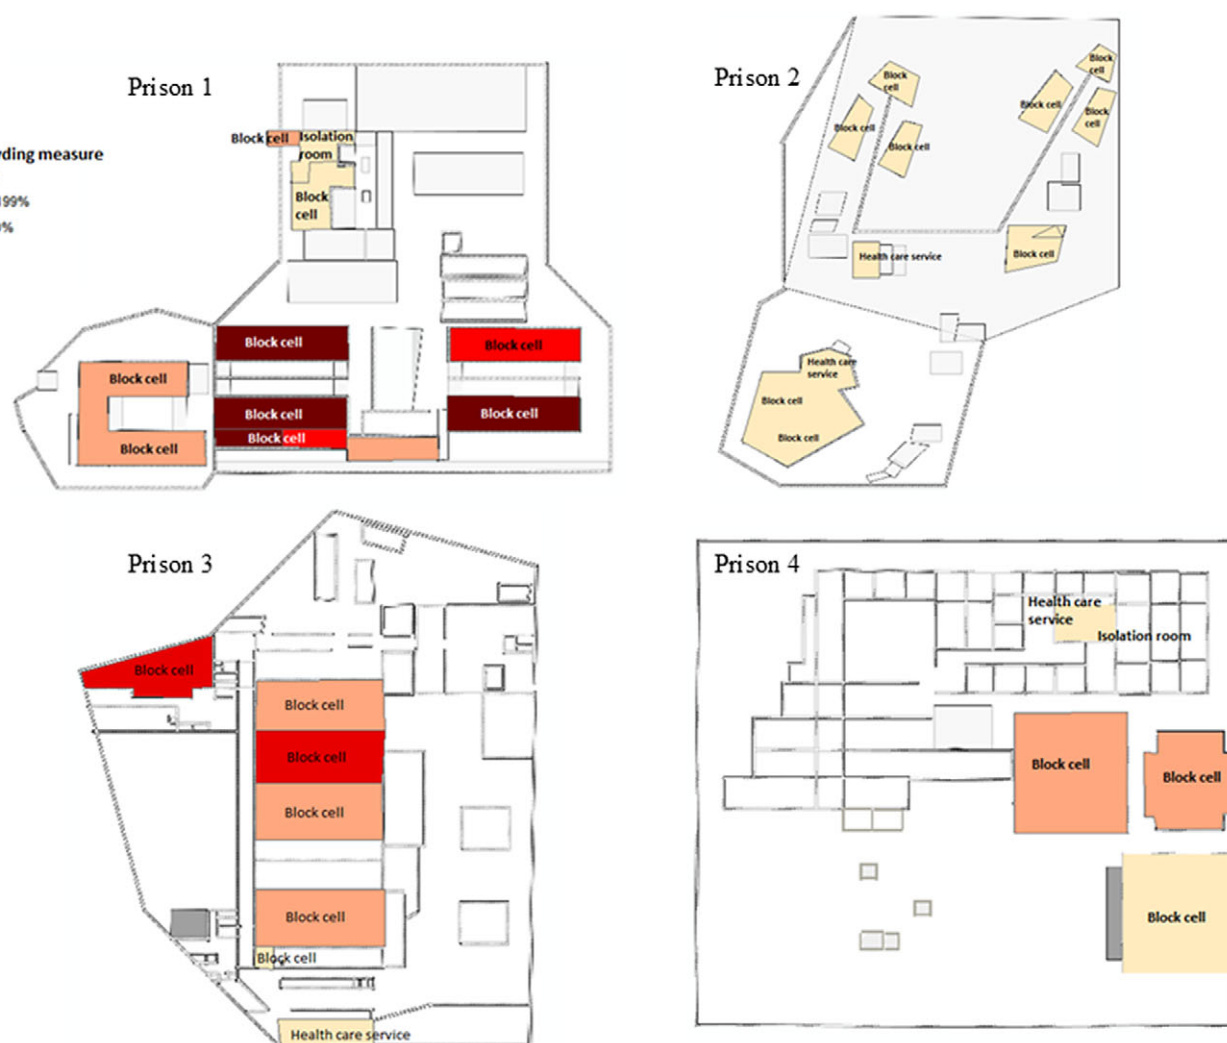 Prison 1
Block cell
Isolation
room
Block
cell
ding measure
199%
Block cell
Block cell
Block cell
Block cell
Block cell
Block cell
Block cell
Prison 2
Block
cell
Block
cell
Block cell
Block cell
Block cell
Block
cell
Health care service
Block cell
Health care
service
Block cell
Block cell
Prison 3
Block cell
Block cell
Block cell
Block cell
Block cell
Block cell
Health care service
Prison 4
Health care
service
Isolation room
Block cell
Block cell
Block cell